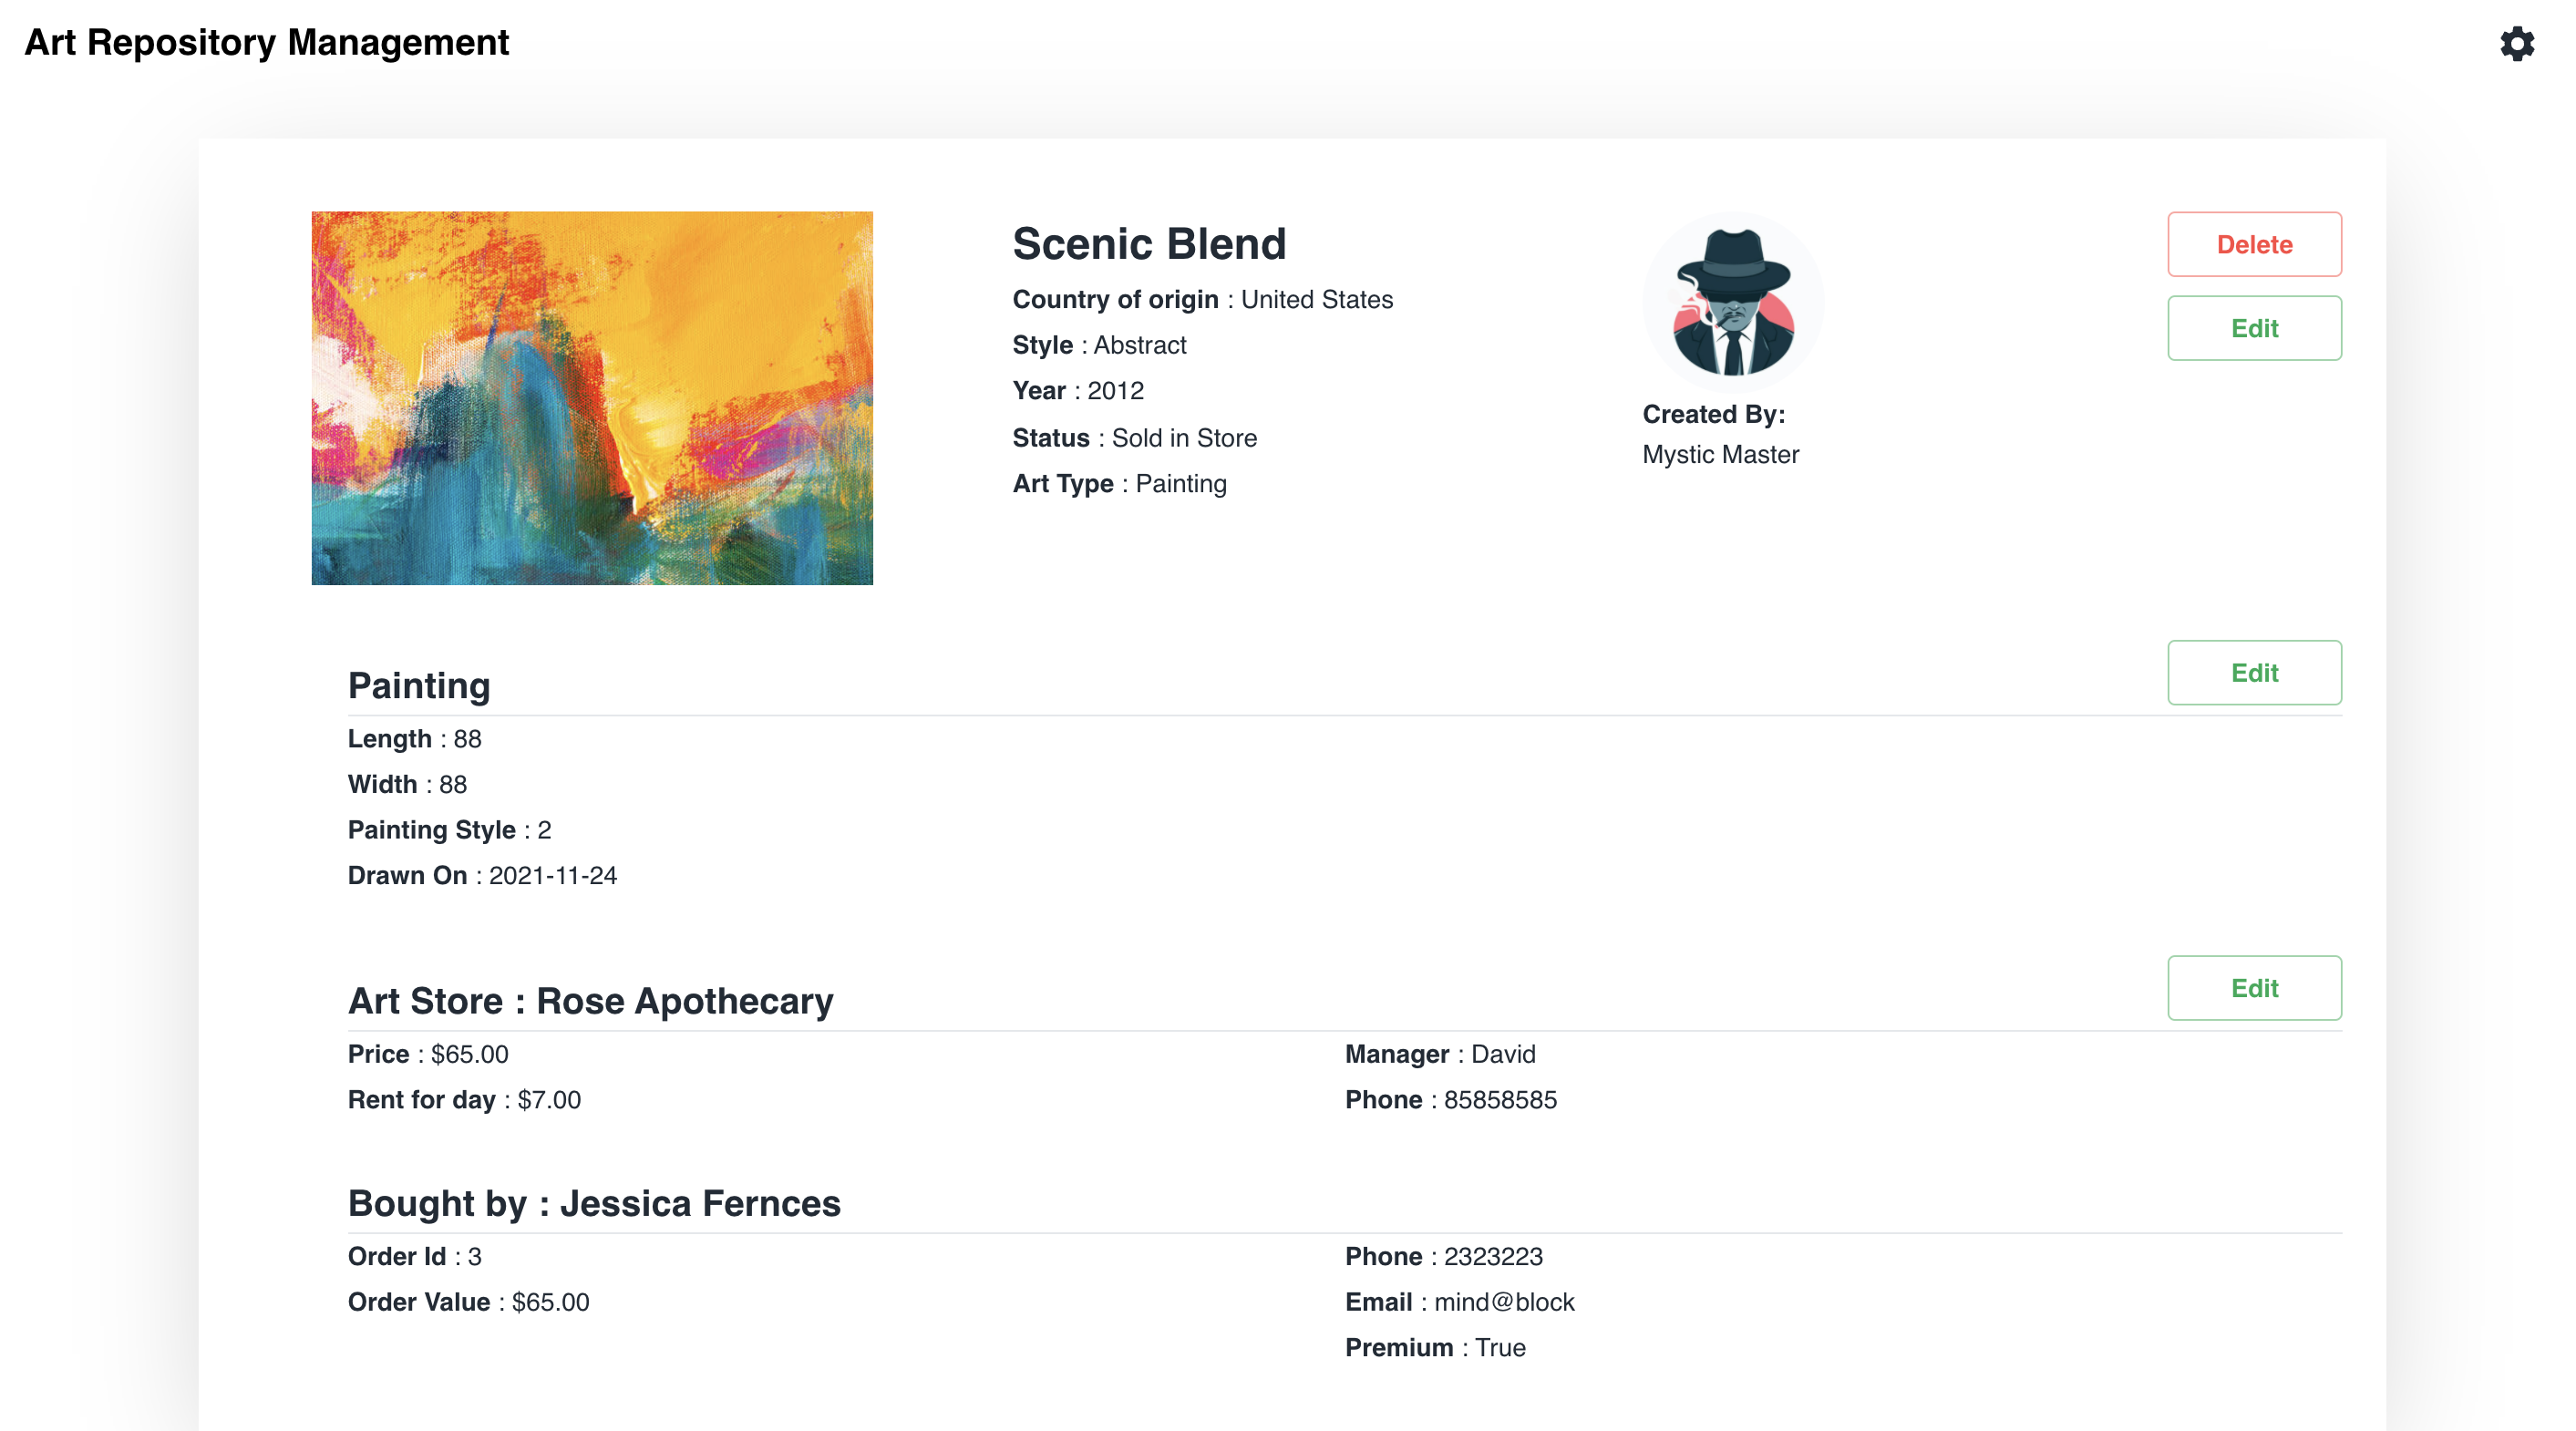 Art Repository Management
Scenic Blend
Country of origin : United States
Style : Abstract
Year : 2012
Status : Sold in Store
Art Type : Painting
Created By:
Mystic Master
Delete
Edit
Painting
Edit
Length : 88
Width : 88
Painting Style : 2
Drawn On : 2021-11-24
Art Store : Rose Apothecary
Edit
Price : $65.00
Rent for day : $7.00
Manager : David
Phone : 85858585
Bought by : Jessica Fernces
Order Id : 3
Order Value : $65.00
Phone : 2323223
Email : mind@block
Premium : True